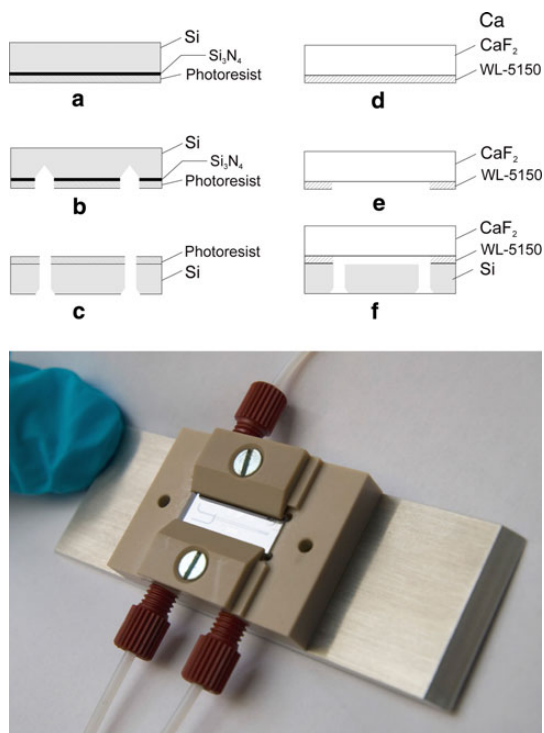 Si
Si₃N₄
Photoresist
a
Si
Si₃N₄
Photoresist
b
Photoresist
Si
c
Ca
CaF₂
WL-5150
d
CaF₂
WL-5150
e
CaF₂
WL-5150
Si
f